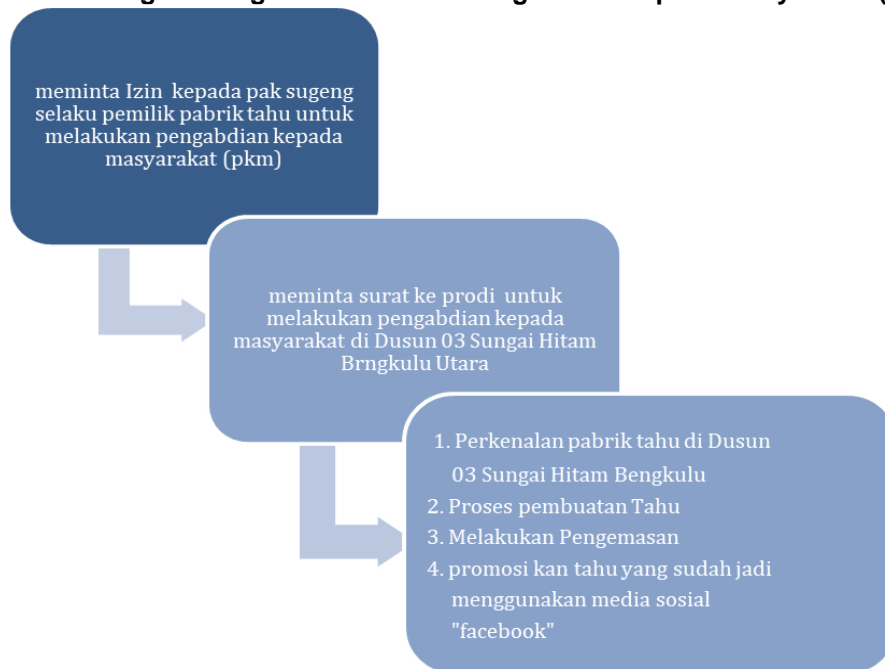 meminta Izin kepada pak sugeng
selaku pemilik pabrik tahu untuk
melakukan pengabdian kepada
masyarakat (pkm)
meminta surat ke prodi untuk
melakukan pengabdian kepada
masyarakat di Dusun 03 Sungai Hitam
Brngkulu Utara
1. Perkenalan pabrik tahu di Dusun
03 Sungai Hitam Bengkulu
2. Proses pembuatan Tahu
3. Melakukan Pengemasan
4. promosi kan tahu yang sudah jadi
menggunakan media sosial
"facebook"